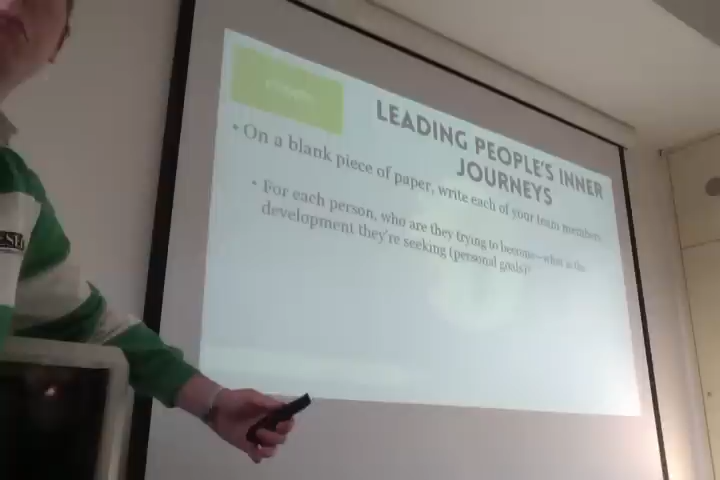 LEADING PEOPLE'S INNER
JOURNEYS
• On a blank piece of paper, write each of your team members
• For each person, who are they trying to become—what is the
development they're seeking (personal goals)?